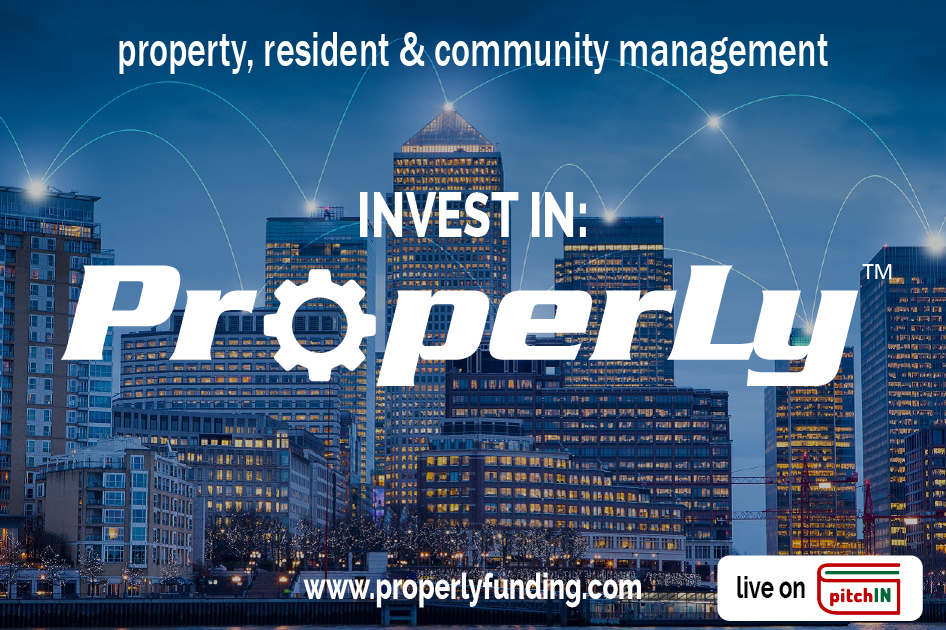 property, resident & community management
INVEST IN:
ProperLy™
www.properlyfunding.com
live on pitchIN